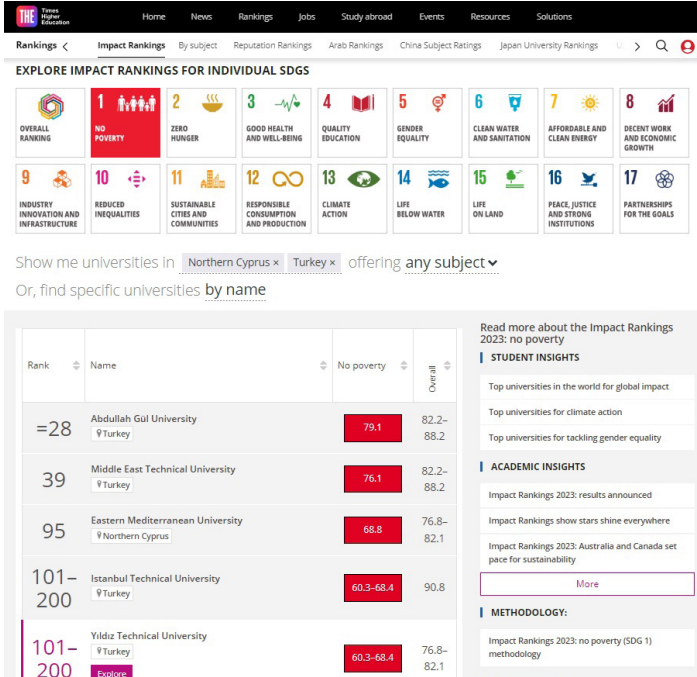 THE
Times
Higher
Education
Home News Rankings Jobs Study abroad Events Resources Solutions
Rankings Impact Rankings By subject Reputation Rankings Arab Rankings China Subject Ratings Japan University Rankings
EXPLORE IMPACT RANKINGS FOR INDIVIDUAL SDGS
OVERALL
RANKING
1
NO
POVERTY
2
ZERO
HUNGER
3
GOOD HEALTH
AND WELL-BEING
4
QUALITY
EDUCATION
5
GENDER
EQUALITY
6
CLEAN WATER
AND SANITATION
7
AFFORDABLE AND
CLEAN ENERGY
8
DECENT WORK
AND ECONOMIC
GROWTH
9
INDUSTRY
INNOVATION AND
INFRASTRUCTURE
10
REDUCED
INEQUALITIES
11
SUSTAINABLE
CITIES AND
COMMUNITIES
12
RESPONSIBLE
CONSUMPTION
AND PRODUCTION
13
CLIMATE
ACTION
14
LIFE
BELOW WATER
15
LIFE
ON LAND
16
PEACE, JUSTICE
AND STRONG
INSTITUTIONS
17
PARTNERSHIPS
FOR THE GOALS
Show me universities in Northern Cyprus × Turkey × offering any subject
Or, find specific universities by name
Rank Name No poverty Overall
=28 Abdullah Gül University 79.1 82.2–
Turkey 88.2
39 Middle East Technical University 76.1 82.2–
Turkey 88.2
95 Eastern Mediterranean University 68.8 76.8–
Northern Cyprus 82.1
101– Istanbul Technical University 60.3–68.4 90.8
200 Turkey
101– Yıldız Technical University 60.3–68.4 76.8–
200 Turkey 82.1
Explore
Read more about the Impact Rankings
2023: no poverty
STUDENT INSIGHTS
Top universities in the world for global impact
Top universities for climate action
Top universities for tackling gender equality
ACADEMIC INSIGHTS
Impact Rankings 2023: results announced
Impact Rankings show stars shine everywhere
Impact Rankings 2023: Australia and Canada set
pace for sustainability
More
METHODOLOGY:
Impact Rankings 2023: no poverty (SDG 1)
methodology